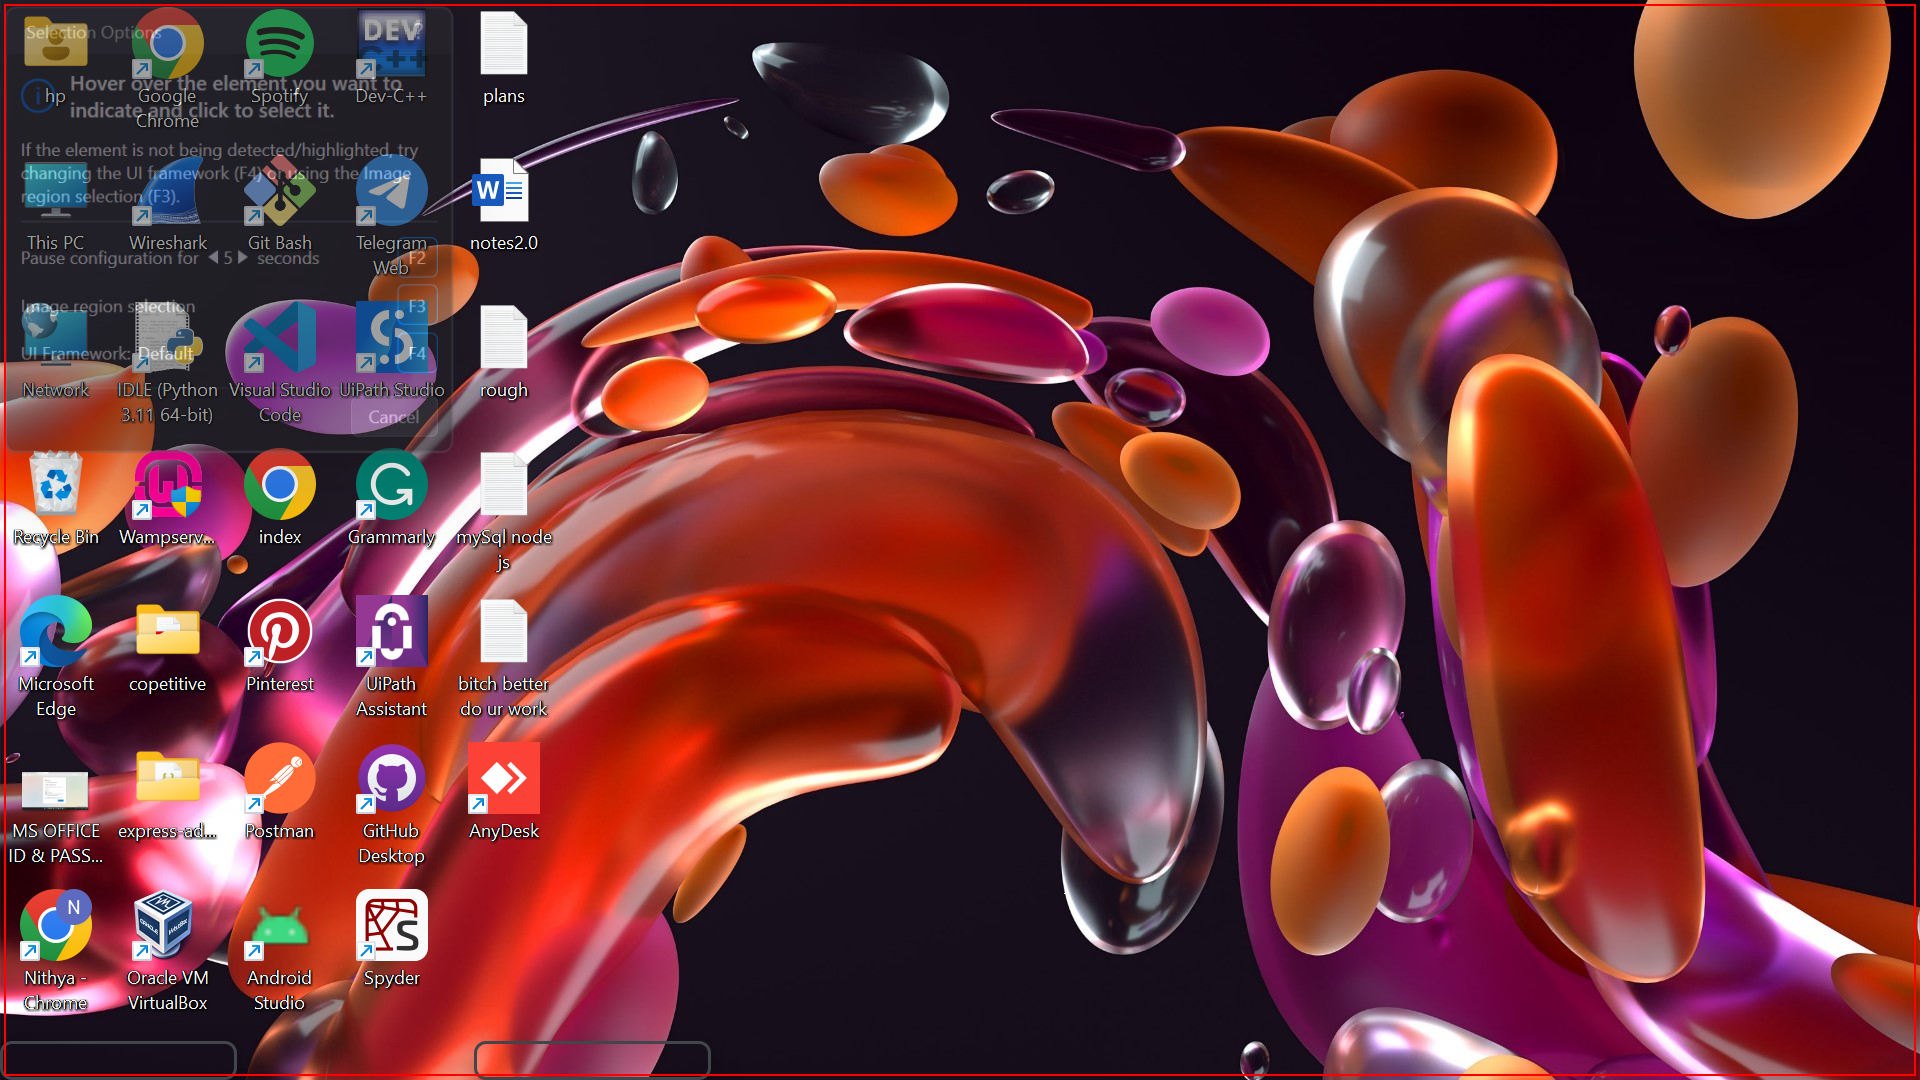 Selection Options
?
Hover over the element you want to
indicate and click to select it.
If the element is not being detected/highlighted, try
changing the UI framework (F4) or using the Image
region selection (F3).
Pause configuration for 5 seconds
F2
Image region selection
F3
UI Framework: Default
F4
Cancel
hp
Google
Chrome
Spotify
DEV
C++
Dev-C++
plans
This PC
Wireshark
Git Bash
Telegram
Web
W
notes2.0
Network
IDLE (Python
3.11 64-bit)
Visual Studio
Code
UiPath Studio
rough
Recycle Bin
Wampserv...
index
Grammarly
mySql node
js
Microsoft
Edge
copetitive
Pinterest
UiPath
Assistant
bitch better
do ur work
MS OFFICE
ID & PASS...
express-ad...
Postman
GitHub
Desktop
AnyDesk
N
Nithya -
Chrome
Oracle VM
VirtualBox
Android
Studio
Spyder